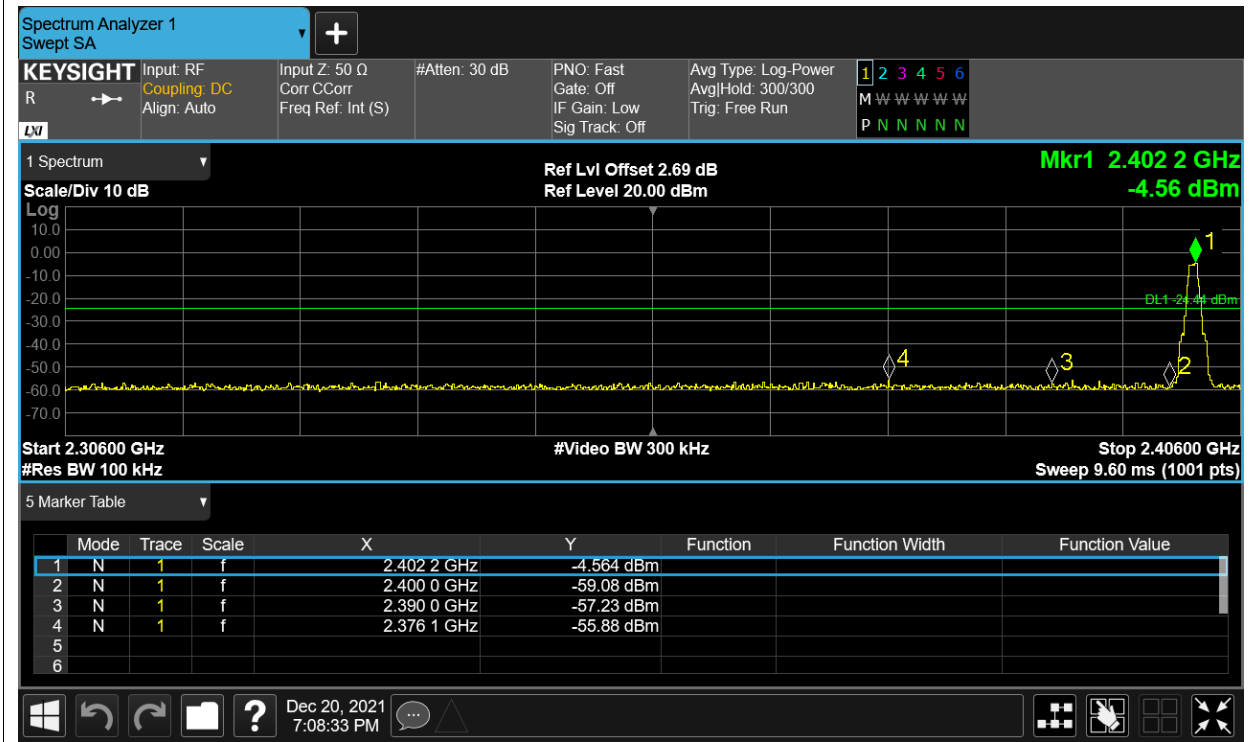 Spectrum Analyzer 1
Swept SA
+
KEYSIGHT Input: RF Input Z: 50 Ω #Atten: 30 dB PNO: Fast Avg Type: Log-Power 1 2 3 4 5 6
R Coupling: DC Corr CCorr Gate: Off Avg|Hold: 300/300 M W W W W W
Align: Auto Freq Ref: Int (S) IF Gain: Low Trig: Free Run P N N N N N N
LXI Sig Track: Off
1 Spectrum Ref Lvl Offset 2.69 dB Mkr1 2.402 2 GHz
Scale/Div 10 dB Ref Level 20.00 dBm -4.56 dBm
Log
10.0
1
0.00
-10.0
-20.0
DL1 -24.44 dBm
-30.0
-40.0
4
3
2
-50.0
-60.0
-70.0
Start 2.30600 GHz #Video BW 300 kHz Stop 2.40600 GHz
#Res BW 100 kHz Sweep 9.60 ms (1001 pts)
5 Marker Table
Mode Trace Scale X Y Function Function Width Function Value
1 N 1 f 2.402 2 GHz -4.564 dBm
2 N 1 f 2.400 0 GHz -59.08 dBm
3 N 1 f 2.390 0 GHz -57.23 dBm
4 N 1 f 2.376 1 GHz -55.88 dBm
5
6
? Dec 20, 2021
7:08:33 PM